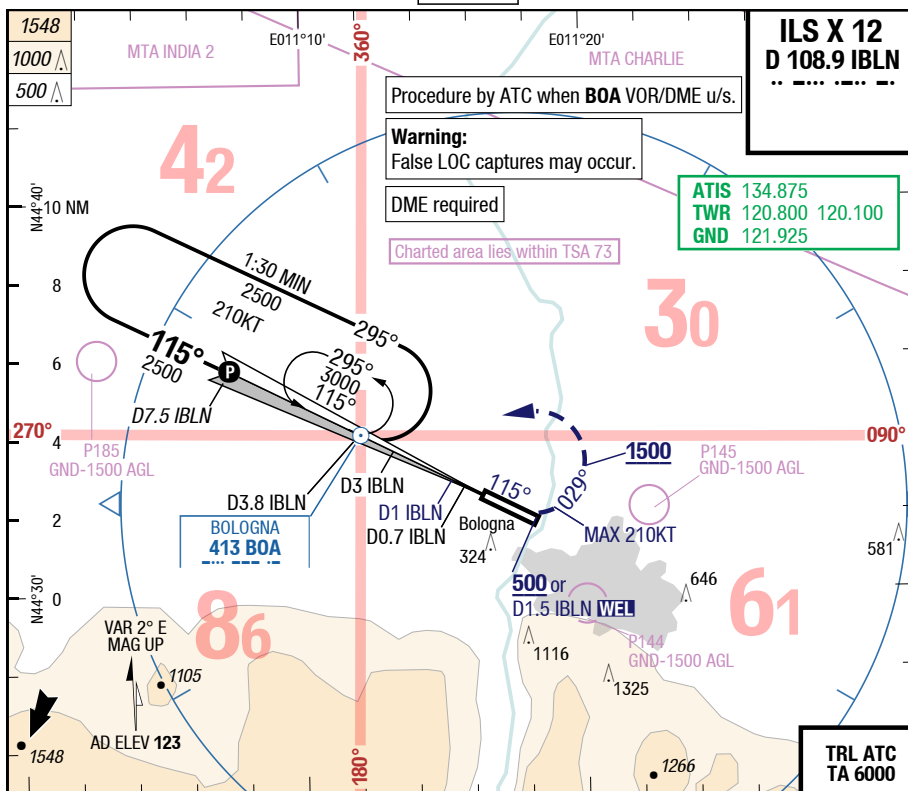 1548
1000
500
MTA INDIA 2
E011°10'
360°
E011°20'
MTA CHARLIE
ILS X 12
D 108.9 IBLN
Procedure by ATC when BOA VOR/DME u/s.
Warning:
False LOC captures may occur.
DME required
Charted area lies within TSA 73
ATIS 134.875
TWR 120.800 120.100
GND 121.925
42
30
N44°40'
10 NM
8
6
4
2
0
N44°30'
1:30 MIN
2500
210KT
295°
115°
2500
P
295°
3000
115°
D7.5 IBLN
270°
090°
P185
GND-1500 AGL
D3.8 IBLN
D3 IBLN
D1 IBLN
D0.7 IBLN
115°
029°
1500
P145
GND-1500 AGL
MAX 210KT
BOLOGNA
413 BOA
Bologna
324
581
500 or
D1.5 IBLN WEL
646
86
61
VAR 2° E
MAG UP
1105
1116
P144
GND-1500 AGL
1325
AD ELEV 123
1548
180°
1266
TRL ATC
TA 6000